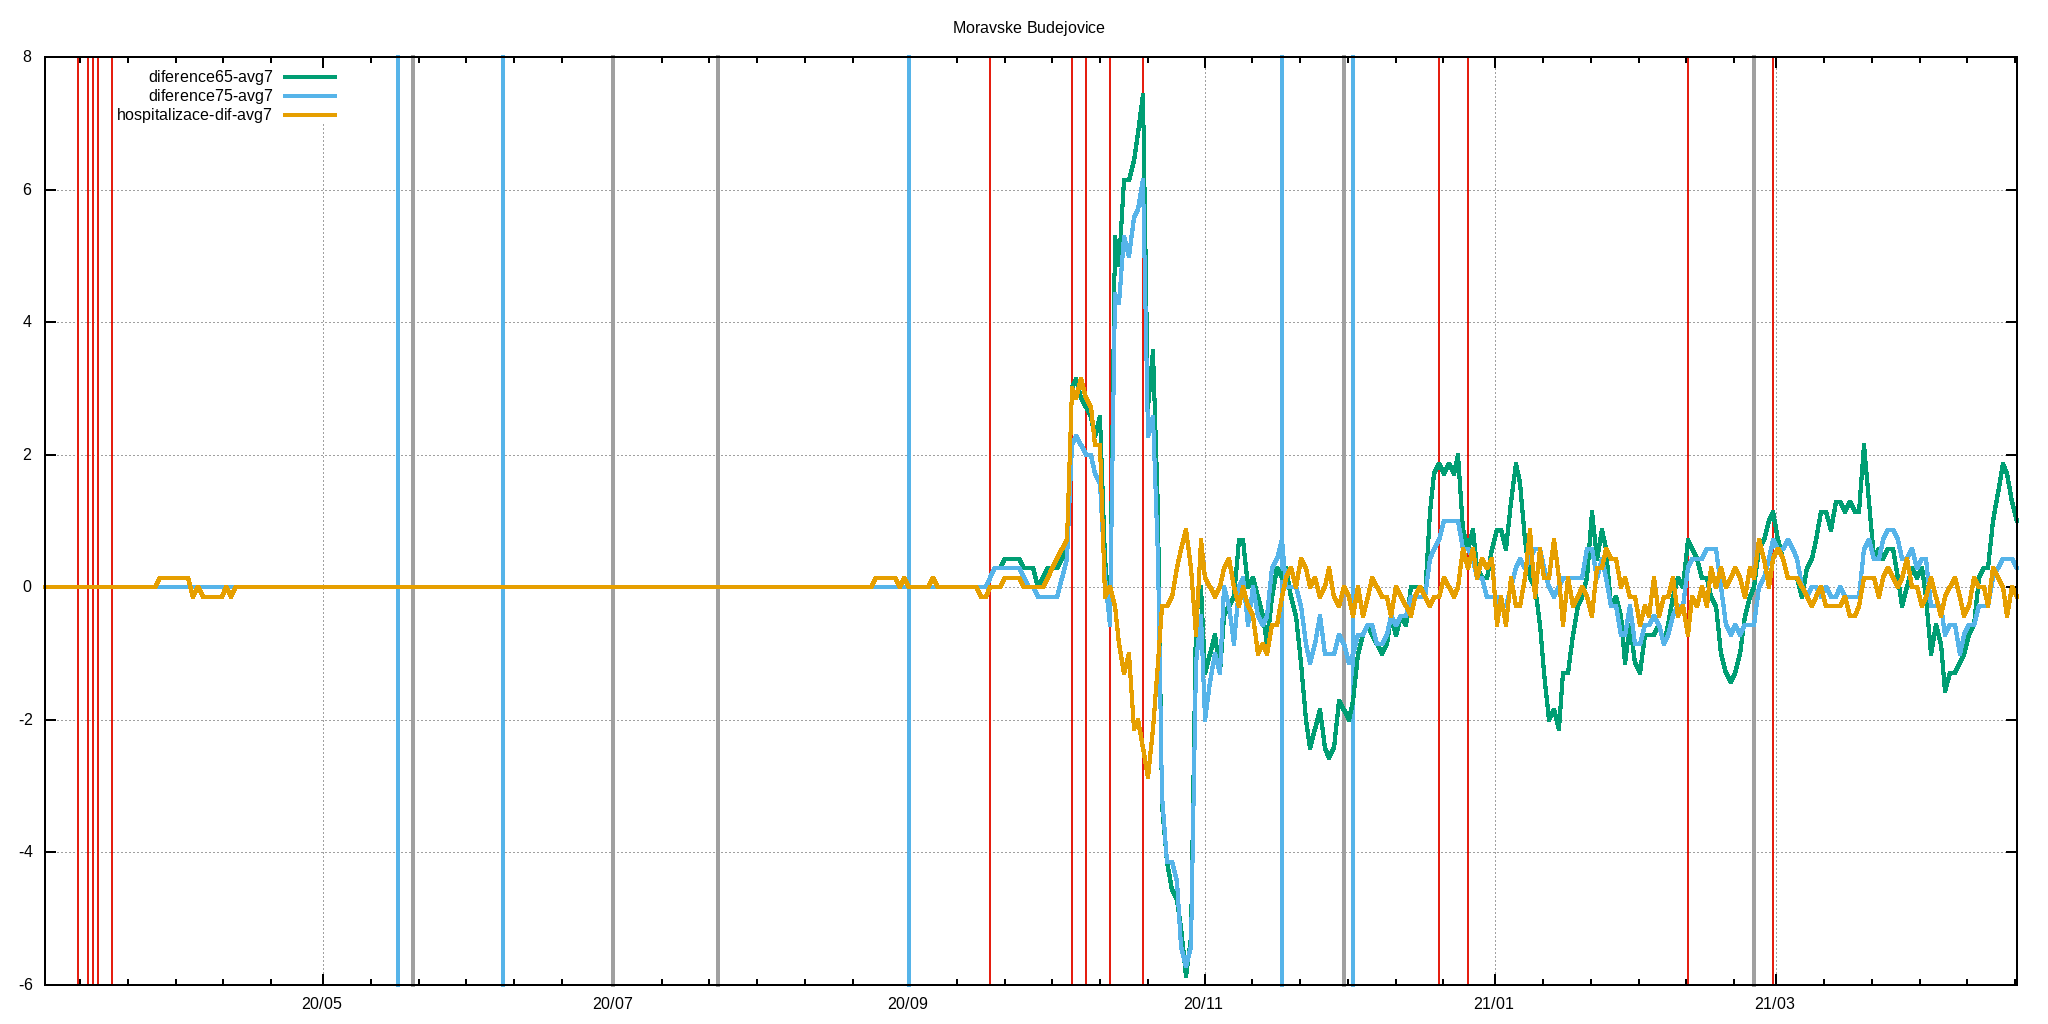 Moravske Budejovice
8
diference65-avg7
diference75-avg7
hospitalizace-dif-avg7
6
4
2
0
-2
-4
-6
20/05 20/07 20/09 20/11 21/01 21/03